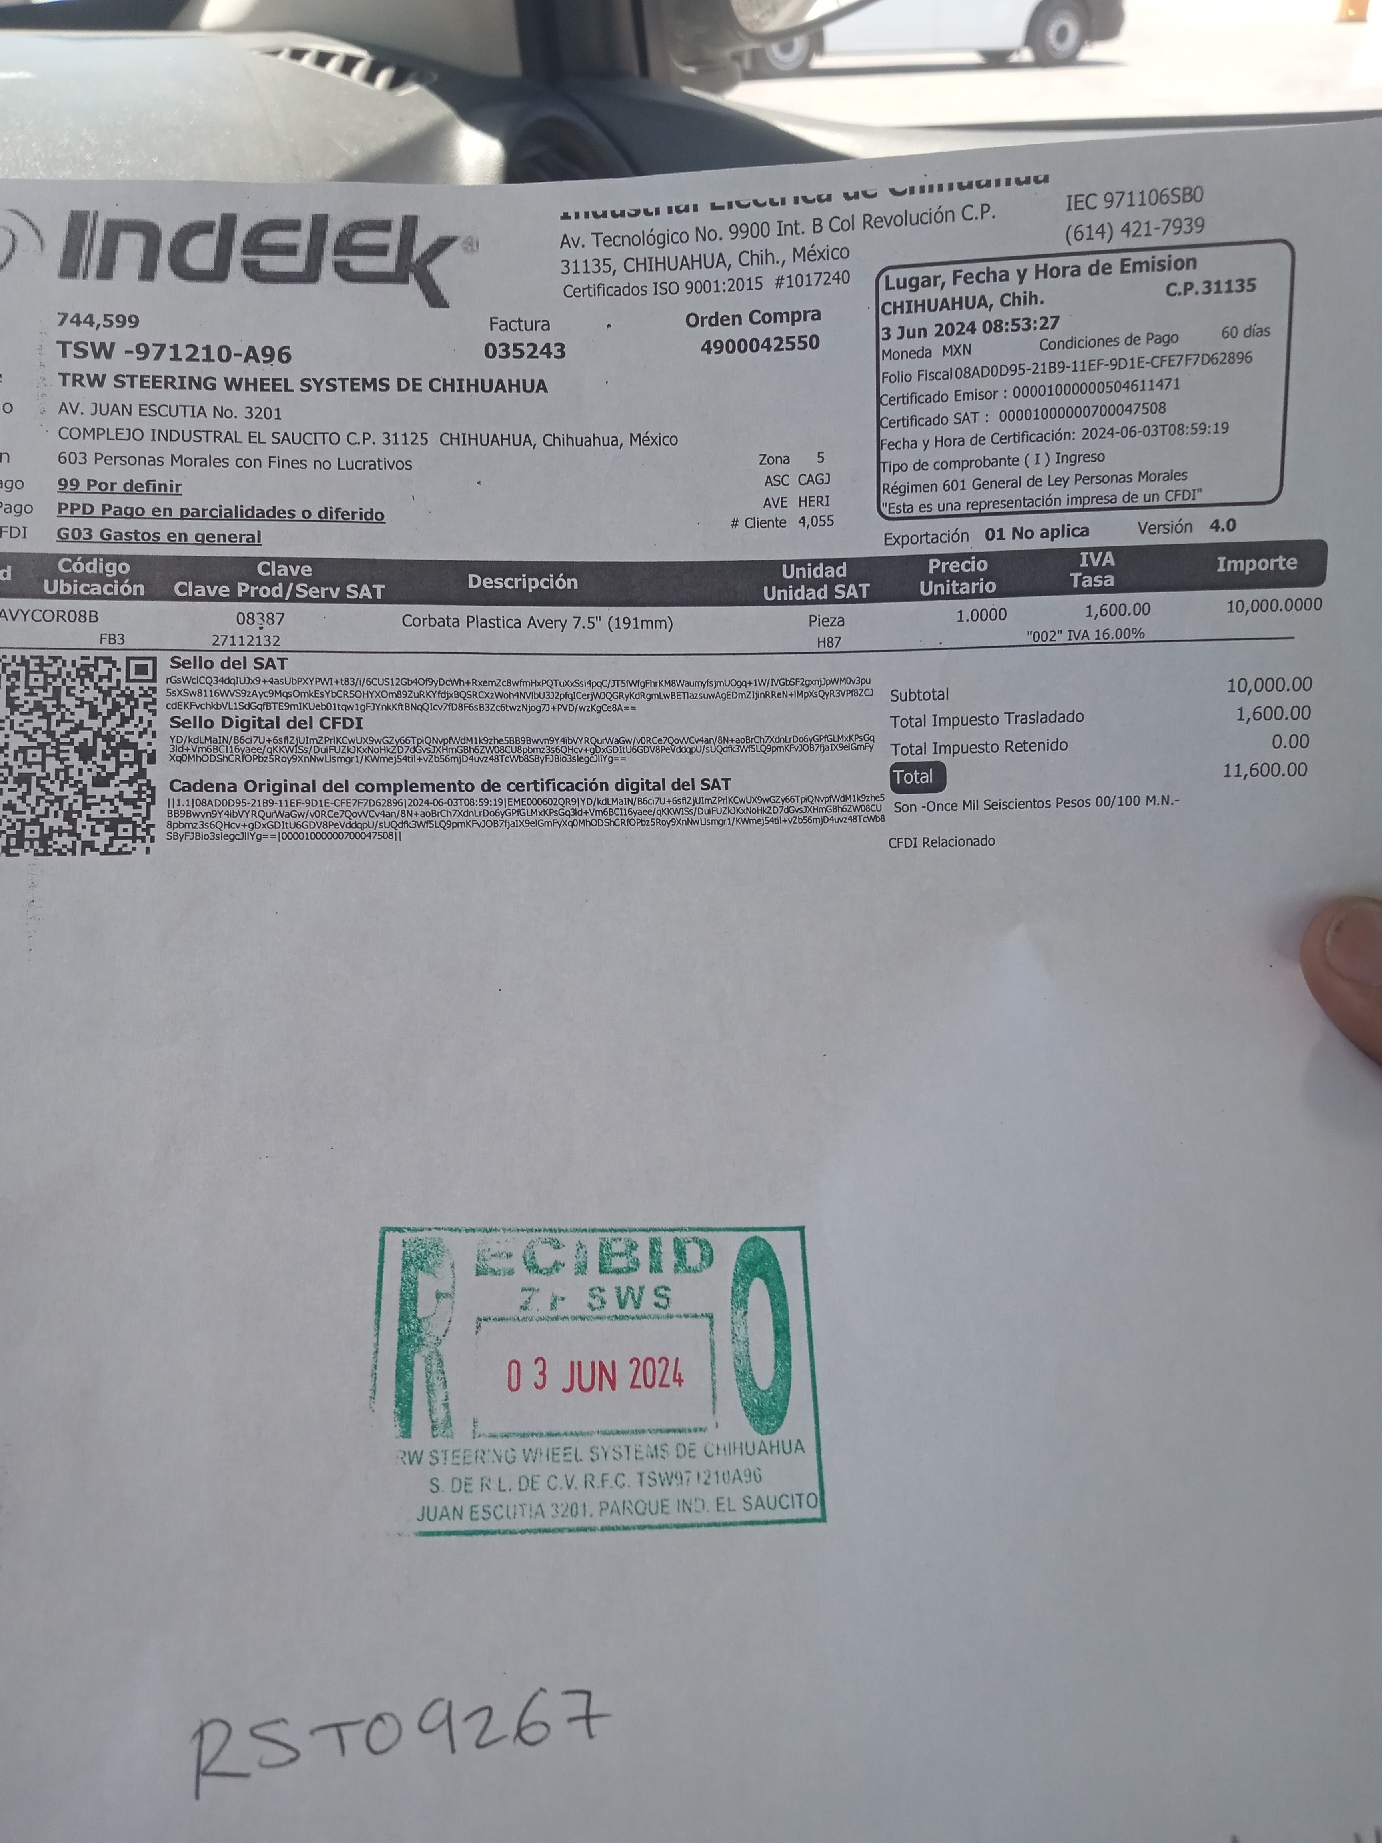 Indelek
Industrial Eléctrica de Chihuahua
Av. Tecnológico No. 9900 Int. B Col Revolución C.P.
31135, CHIHUAHUA, Chih., México
Certificados ISO 9001:2015 #1017240
IEC 971106SB0
(614) 421-7939
Lugar, Fecha y Hora de Emision
CHIHUAHUA, Chih. C.P.31135
3 Jun 2024 08:53:27
Moneda MXN Condiciones de Pago 60 días
Folio Fiscal08AD0D95-21B9-11EF-9D1E-CFE7F7D62896
Certificado Emisor : 00001000000504611471
Certificado SAT : 00001000000700047508
Fecha y Hora de Certificación: 2024-06-03T08:59:19
Tipo de comprobante ( I ) Ingreso
Régimen 601 General de Ley Personas Morales
"Esta es una representación impresa de un CFDI"
Exportación 01 No aplica Versión 4.0
744,599
Factura Orden Compra
TSW -971210-A96 035243 4900042550
TRW STEERING WHEEL SYSTEMS DE CHIHUAHUA
AV. JUAN ESCUTIA No. 3201
COMPLEJO INDUSTRAL EL SAUCITO C.P. 31125 CHIHUAHUA, Chihuahua, México
603 Personas Morales con Fines no Lucrativos
99 Por definir
PPD Pago en parcialidades o diferido
FDI G03 Gastos en general
Zona 5
ASC CAGJ
AVE HERI
# Cliente 4,055
Código Clave Descripción Unidad Precio IVA Importe
Ubicación Clave Prod/Serv SAT Unidad SAT Unitario Tasa
AVYCOR08B 08387 Corbata Plastica Avery 7.5" (191mm) Pieza 1.0000 1,600.00 10,000.0000
FB3 27112132 H87 "002" IVA 16.00%
Sello del SAT
Sello Digital del CFDI
Cadena Original del complemento de certificación digital del SAT
Subtotal 10,000.00
Total Impuesto Trasladado 1,600.00
Total Impuesto Retenido 0.00
Total 11,600.00
Son -Once Mil Seiscientos Pesos 00/100 M.N.-
CFDI Relacionado
RECIBIDO
SWS
03 JUN 2024
RW STEERING WHEEL SYSTEMS DE CHIHUAHUA
S. DE R.L. DE C.V. R.F.C. TSW971210A96
JUAN ESCUTIA 3201. PARQUE IND. EL SAUCITO
RST09267